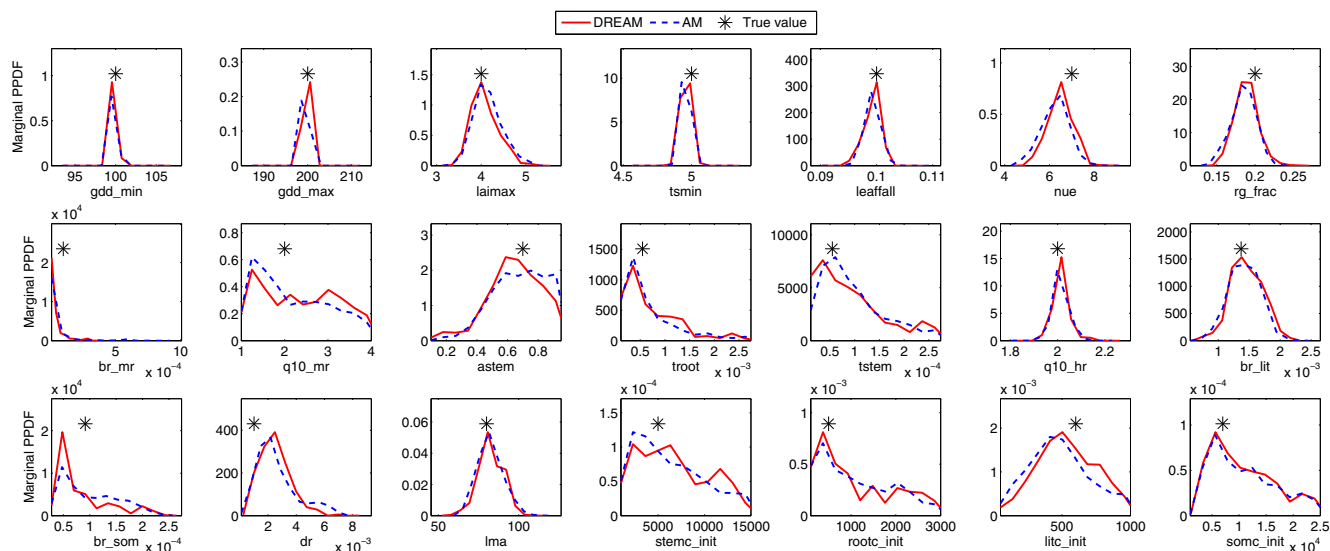 DREAM AM True value
Marginal PPDF
1
0.5
0
95 100 105
gdd_min
0.3
0.2
0.1
0
190 200 210
gdd_max
2
1.5
1
0.5
0
3 4 5
laimax
10
5
0
4.5 5
tsmin
400
300
200
100
0
0.09 0.1 0.11
leaffall
1
0.5
0
4 6 8
nue
30
20
10
0
0.15 0.2 0.25
rg_frac
Marginal PPDF
x 10^4
2
1
0
5 10
x 10^-4
br_mr
0.8
0.6
0.4
0.2
0
1 2 3 4
q10_mr
3
2
1
0
0.2 0.4 0.6 0.8
astem
1500
1000
500
0
0.5 1 1.5 2 2.5
x 10^-3
troot
10000
5000
0
0.5 1 1.5 2 2.5
x 10^-4
tstem
20
15
10
5
0
1.8 2 2.2
q10_hr
2000
1500
1000
500
0
1 1.5 2 2.5
x 10^-3
br_lit
Marginal PPDF
x 10^4
2
1
0
0.5 1 1.5 2 2.5
x 10^-4
br_som
400
200
0
2 4 6 8
x 10^-3
dr
0.06
0.04
0.02
0
50 100
lma
x 10^-4
1.5
1
0.5
0
5000 10000 15000
stemc_init
x 10^-3
1
0.5
0
1000 2000 3000
rootc_init
x 10^-3
2
1
0
500 1000
litc_init
x 10^-4
1
0.5
0
0.5 1 1.5 2 2.5
x 10^4
somc_init